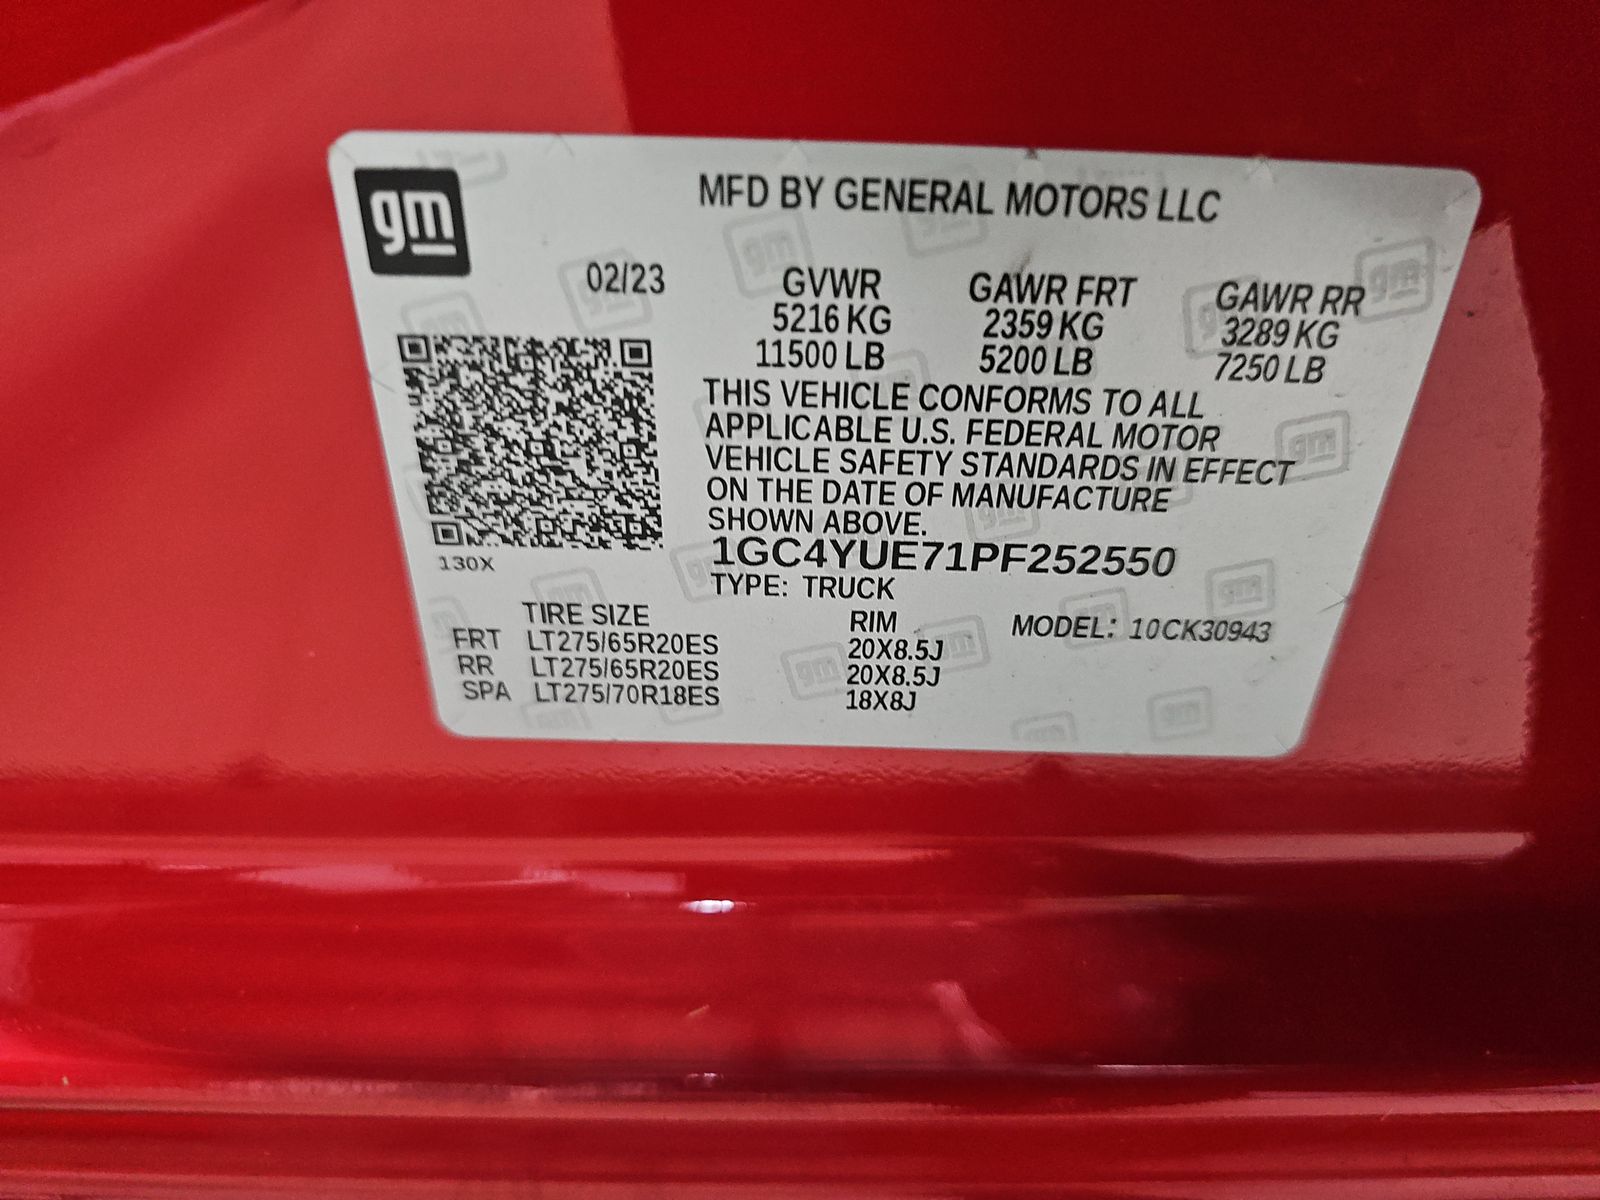 gm
MFD BY GENERAL MOTORS LLC
02/23 GVWR GAWR FRT GAWR RR
5216 KG 2359 KG 3289 KG
11500 LB 5200 LB 7250 LB
THIS VEHICLE CONFORMS TO ALL
APPLICABLE U.S. FEDERAL MOTOR
VEHICLE SAFETY STANDARDS IN EFFECT
ON THE DATE OF MANUFACTURE
SHOWN ABOVE.
1GC4YUE71PF252550
130X
TYPE: TRUCK
TIRE SIZE RIM MODEL: 10CK30943
FRT LT275/65R20ES 20X8.5J
RR LT275/65R20ES 20X8.5J
SPA LT275/70R18ES 18X8J